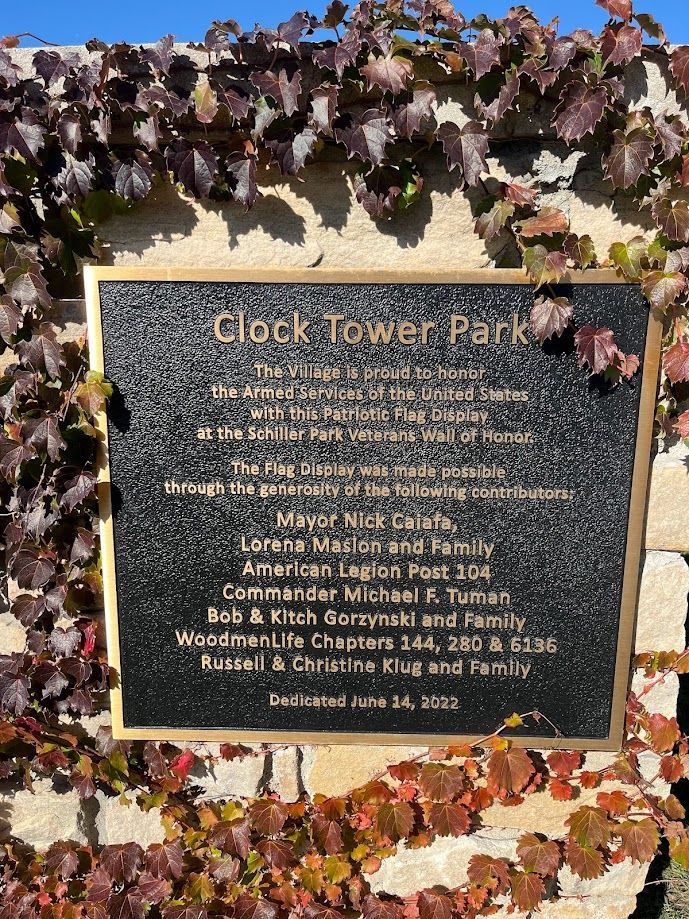 Clock Tower Park
The Village is proud to honor
the Armed Services of the United States
with this Patriotic Flag Display
at the Schiller Park Veterans Wall of Honor.
The Flag Display was made possible
through the generosity of the following contributors:
Mayor Nick Caiafa,
Lorena Maslon and Family
American Legion Post 104
Commander Michael F. Tuman
Bob & Kitch Gorzynski and Family
WoodmenLife Chapters 144, 280 & 6136
Russell & Christine Klug and Family
Dedicated June 14, 2022